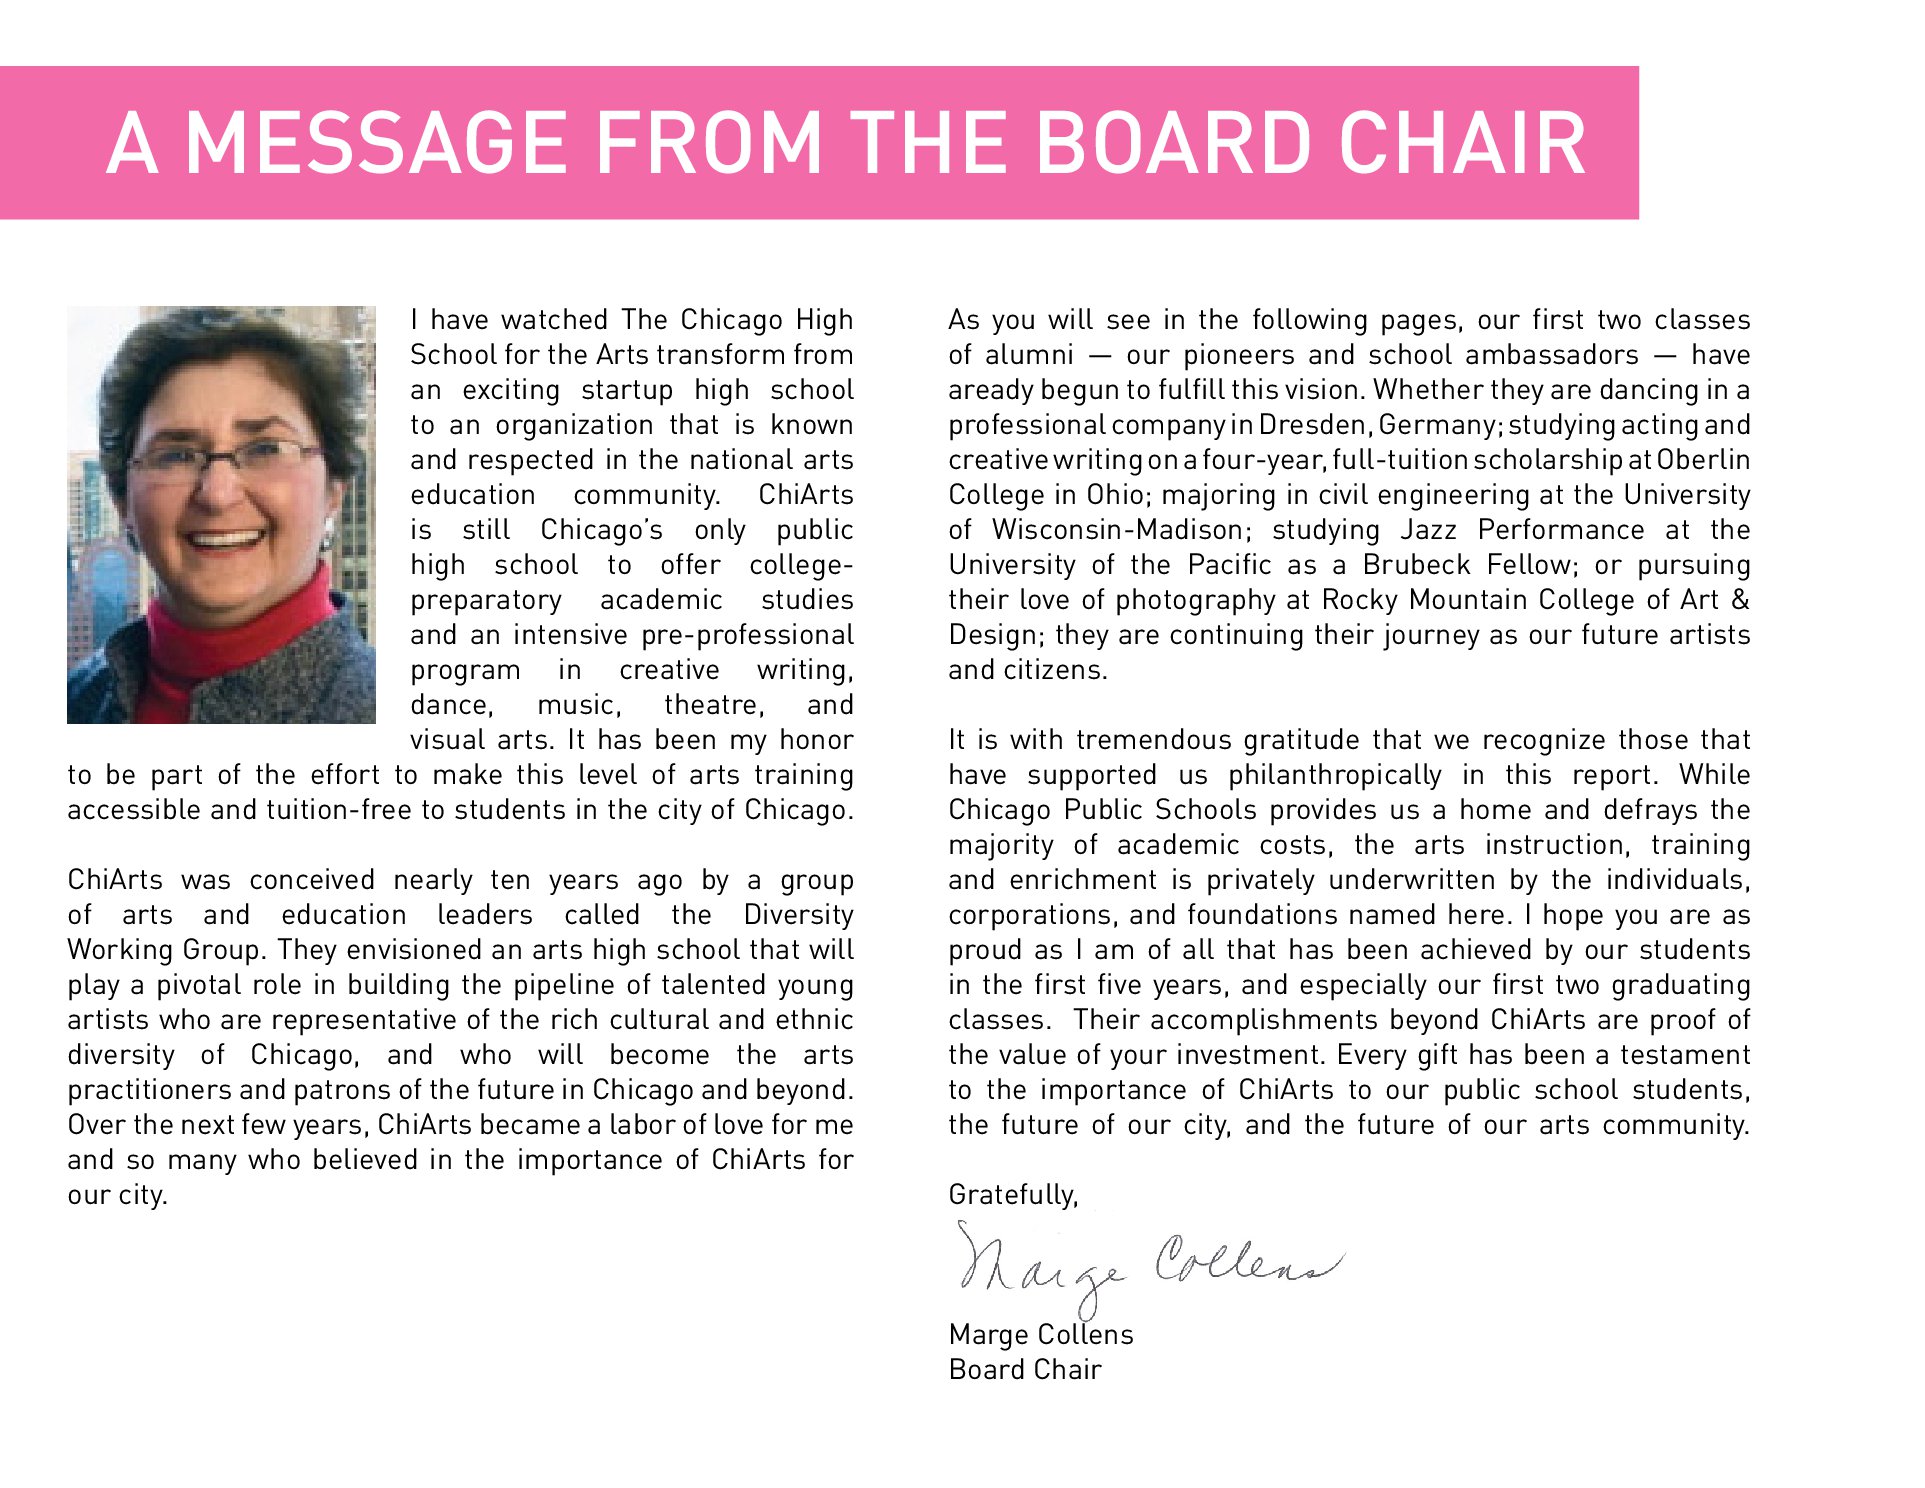 A MESSAGE FROM THE BOARD CHAIR
I have watched The Chicago High
School for the Arts transform from
an exciting startup high school
to an organization that is known
and respected in the national arts
education community. ChiArts
is still Chicago’s only public
high school to offer college-
preparatory academic studies
and an intensive pre-professional
program in creative writing,
dance, music, theatre, and
visual arts. It has been my honor
to be part of the effort to make this level of arts training
accessible and tuition-free to students in the city of Chicago.
ChiArts was conceived nearly ten years ago by a group
of arts and education leaders called the Diversity
Working Group. They envisioned an arts high school that will
play a pivotal role in building the pipeline of talented young
artists who are representative of the rich cultural and ethnic
diversity of Chicago, and who will become the arts
practitioners and patrons of the future in Chicago and beyond.
Over the next few years, ChiArts became a labor of love for me
and so many who believed in the importance of ChiArts for
our city.
As you will see in the following pages, our first two classes
of alumni — our pioneers and school ambassadors — have
aready begun to fulfill this vision. Whether they are dancing in a
professional company in Dresden, Germany; studying acting and
creative writing on a four-year, full-tuition scholarship at Oberlin
College in Ohio; majoring in civil engineering at the University
of Wisconsin-Madison; studying Jazz Performance at the
University of the Pacific as a Brubeck Fellow; or pursuing
their love of photography at Rocky Mountain College of Art &
Design; they are continuing their journey as our future artists
and citizens.
It is with tremendous gratitude that we recognize those that
have supported us philanthropically in this report. While
Chicago Public Schools provides us a home and defrays the
majority of academic costs, the arts instruction, training
and enrichment is privately underwritten by the individuals,
corporations, and foundations named here. I hope you are as
proud as I am of all that has been achieved by our students
in the first five years, and especially our first two graduating
classes. Their accomplishments beyond ChiArts are proof of
the value of your investment. Every gift has been a testament
to the importance of ChiArts to our public school students,
the future of our city, and the future of our arts community.
Gratefully,
Marge Collens
Marge Collens
Board Chair